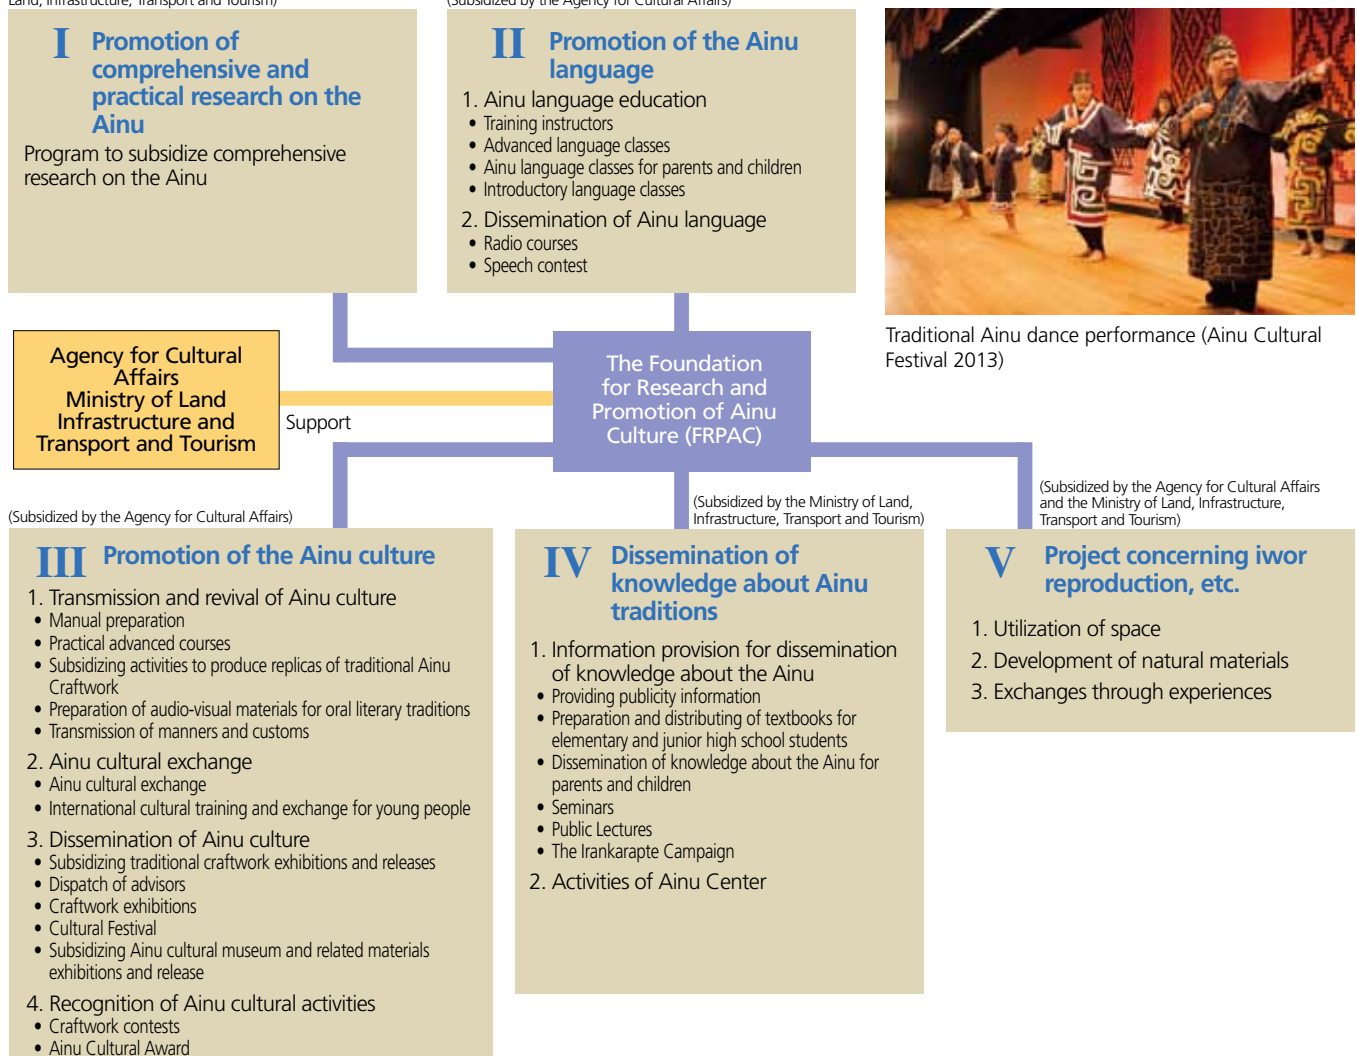 Land, Infrastructure, Transport and Tourism)
I Promotion of
comprehensive and
practical research on the
Ainu
Program to subsidize comprehensive
research on the Ainu
(Subsidized by the Agency for Cultural Affairs)
II Promotion of the Ainu
language
1. Ainu language education
• Training instructors
• Advanced language classes
• Ainu language classes for parents and children
• Introductory language classes
2. Dissemination of Ainu language
• Radio courses
• Speech contest
Traditional Ainu dance performance (Ainu Cultural
Festival 2013)
Agency for Cultural
Affairs
Ministry of Land
Infrastructure and
Transport and Tourism
Support
The Foundation
for Research and
Promotion of Ainu
Culture (FRPAC)
(Subsidized by the Agency for Cultural Affairs)
III Promotion of the Ainu culture
1. Transmission and revival of Ainu culture
• Manual preparation
• Practical advanced courses
• Subsidizing activities to produce replicas of traditional Ainu
Craftwork
• Preparation of audio-visual materials for oral literary traditions
• Transmission of manners and customs
2. Ainu cultural exchange
• Ainu cultural exchange
• International cultural training and exchange for young people
3. Dissemination of Ainu culture
• Subsidizing traditional craftwork exhibitions and releases
• Dispatch of advisors
• Craftwork exhibitions
• Cultural Festival
• Subsidizing Ainu cultural museum and related materials
exhibitions and release
4. Recognition of Ainu cultural activities
• Craftwork contests
• Ainu Cultural Award
(Subsidized by the Ministry of Land,
Infrastructure, Transport and Tourism)
IV Dissemination of
knowledge about Ainu
traditions
1. Information provision for dissemination
of knowledge about the Ainu
• Providing publicity information
• Preparation and distributing of textbooks for
elementary and junior high school students
• Dissemination of knowledge about the Ainu for
parents and children
• Seminars
• Public Lectures
• The Irankarapte Campaign
2. Activities of Ainu Center
(Subsidized by the Agency for Cultural Affairs
and the Ministry of Land, Infrastructure,
Transport and Tourism)
V Project concerning iwor
reproduction, etc.
1. Utilization of space
2. Development of natural materials
3. Exchanges through experiences